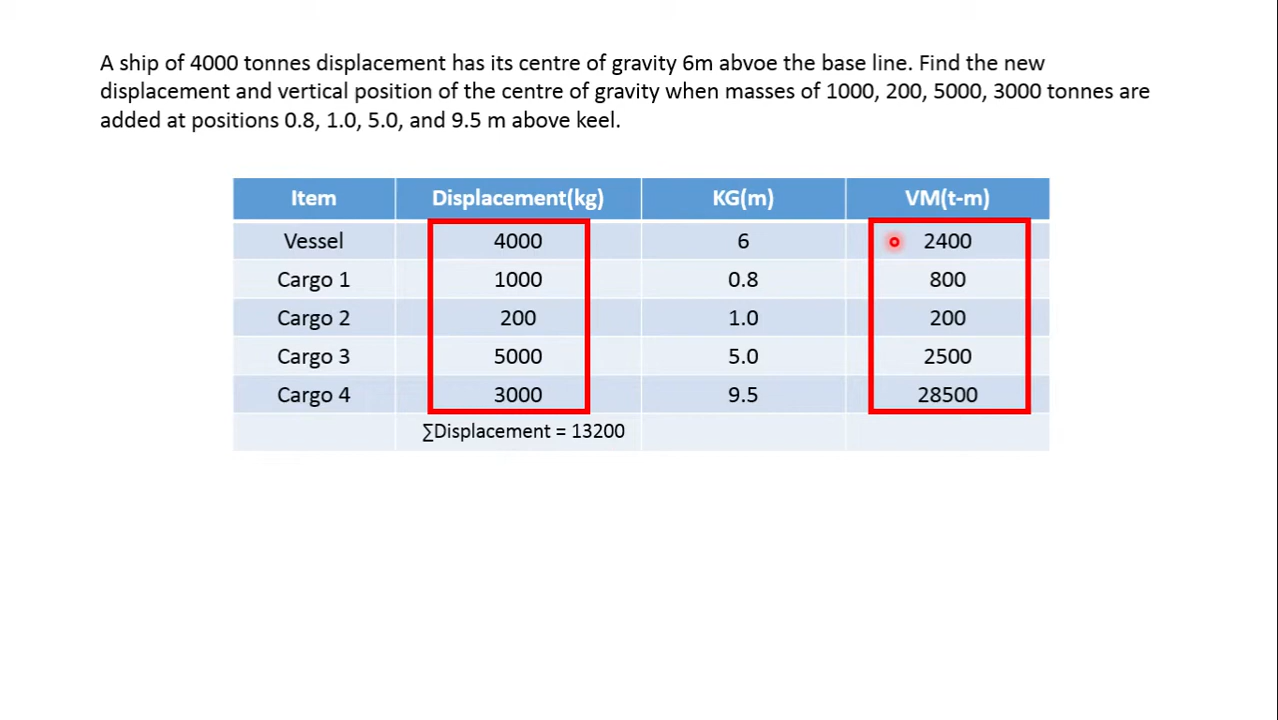 A ship of 4000 tonnes displacement has its centre of gravity 6m abvoe the base line. Find the new
displacement and vertical position of the centre of gravity when masses of 1000, 200, 5000, 3000 tonnes are
added at positions 0.8, 1.0, 5.0, and 9.5 m above keel.
Item Displacement(kg) KG(m) VM(t-m)
Vessel 4000 6 2400
Cargo 1 1000 0.8 800
Cargo 2 200 1.0 200
Cargo 3 5000 5.0 2500
Cargo 4 3000 9.5 28500
∑Displacement = 13200